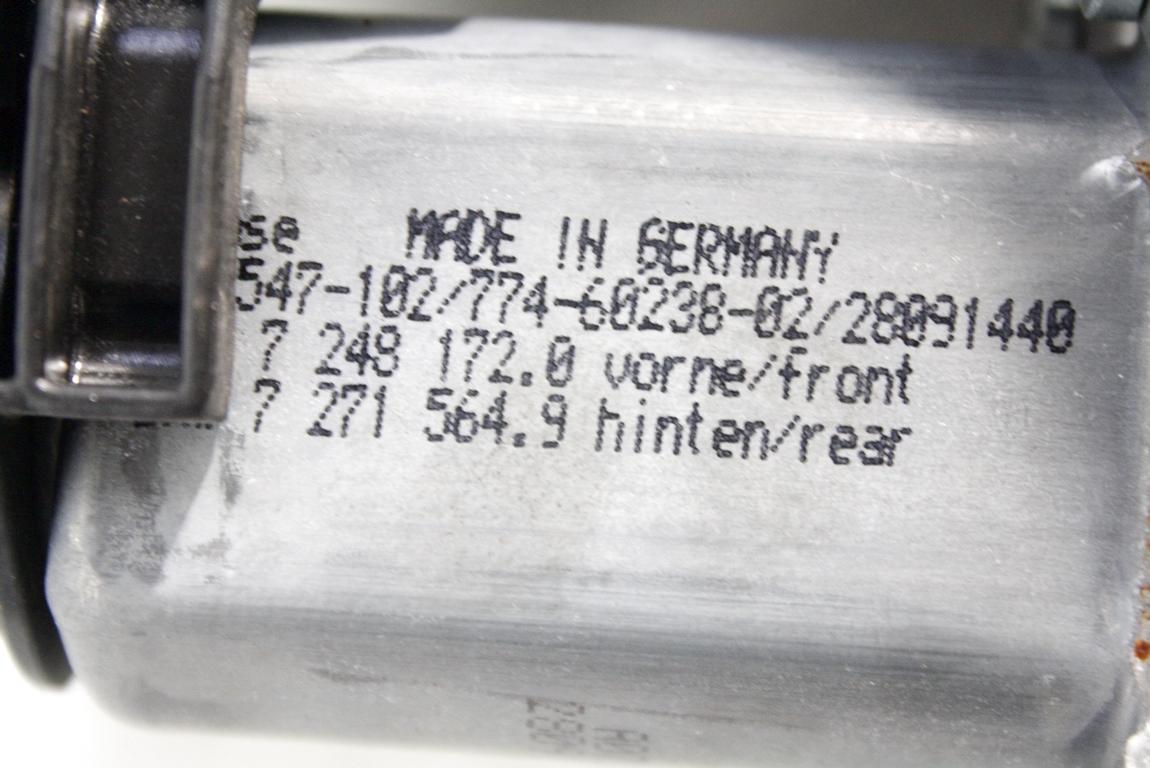 se MADE IN GERMANY
547-102/774-60238-02/28091440
7 248 172.0 vorne/front
7 271 564.9 hinten/rear